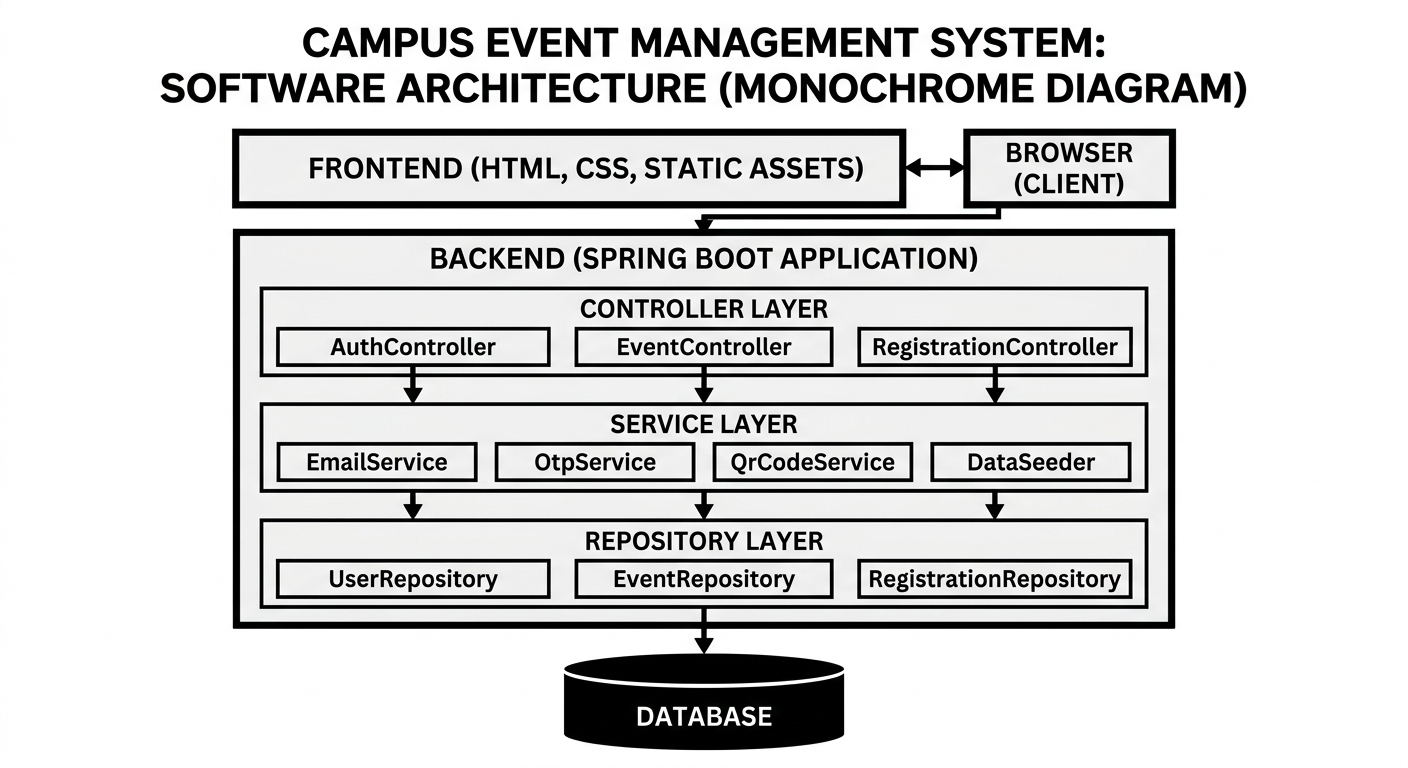 CAMPUS EVENT MANAGEMENT SYSTEM:
SOFTWARE ARCHITECTURE (MONOCHROME DIAGRAM)
FRONTEND (HTML, CSS, STATIC ASSETS)
BROWSER
(CLIENT)
BACKEND (SPRING BOOT APPLICATION)
CONTROLLER LAYER
AuthController
EventController
RegistrationController
SERVICE LAYER
EmailService
OtpService
QrCodeService
DataSeeder
REPOSITORY LAYER
UserRepository
EventRepository
RegistrationRepository
DATABASE